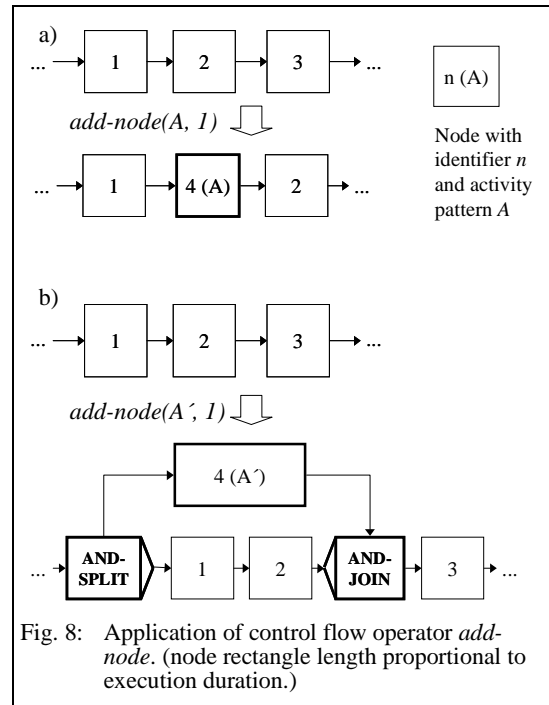 a)
... 1 2 3 ...
n (A)
add-node(A, 1)
Node with
identifier n
and activity
pattern A
... 1 4 (A) 2 ...
b)
... 1 2 3 ...
add-node(A´, 1)
4 (A´)
... AND-
SPLIT 1 2 AND-
JOIN 3 ...
Fig. 8: Application of control flow operator add-
node. (node rectangle length proportional to
execution duration.)